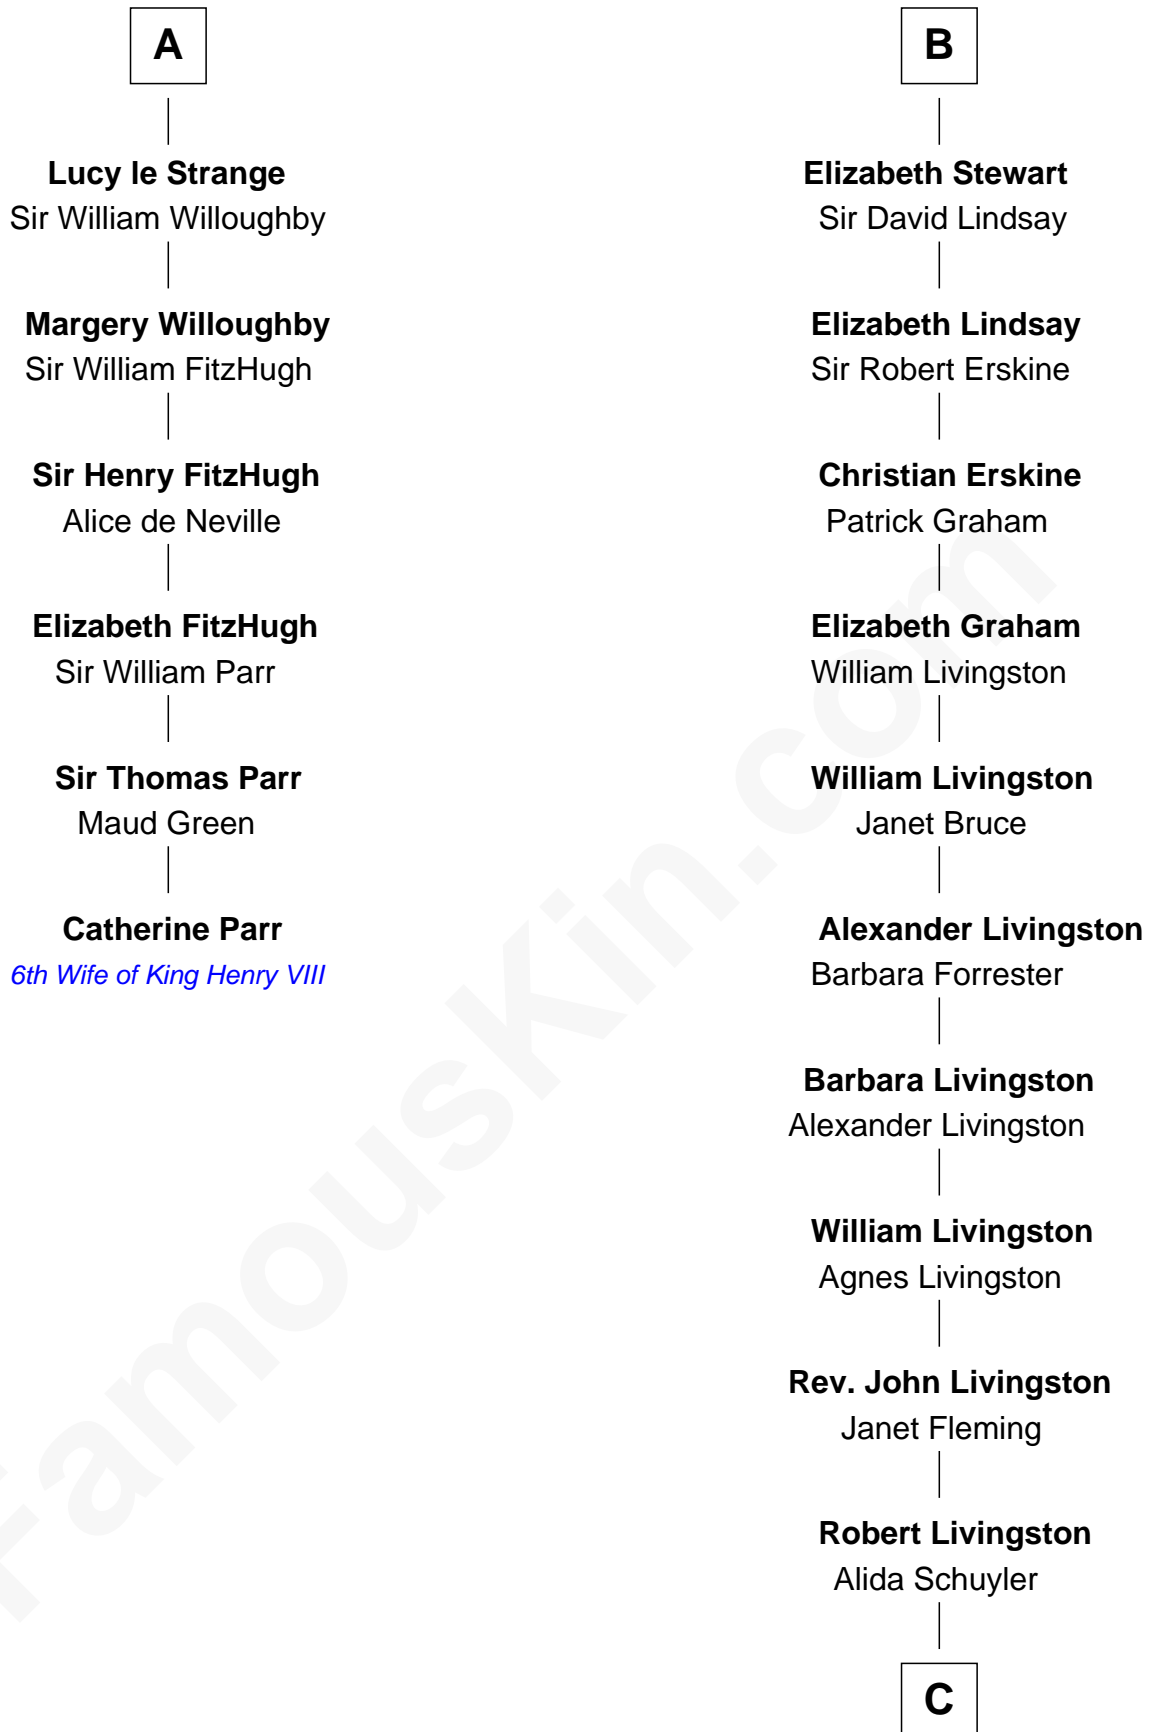 A
Lucy le Strange
Sir William Willoughby
Margery Willoughby
Sir William FitzHugh
Sir Henry FitzHugh
Alice de Neville
Elizabeth FitzHugh
Sir William Parr
Sir Thomas Parr
Maud Green
Catherine Parr
6th Wife of King Henry VIII
B
Elizabeth Stewart
Sir David Lindsay
Elizabeth Lindsay
Sir Robert Erskine
Christian Erskine
Patrick Graham
Elizabeth Graham
William Livingston
William Livingston
Janet Bruce
Alexander Livingston
Barbara Forrester
Barbara Livingston
Alexander Livingston
William Livingston
Agnes Livingston
Rev. John Livingston
Janet Fleming
Robert Livingston
Alida Schuyler
C
FamousKin.com